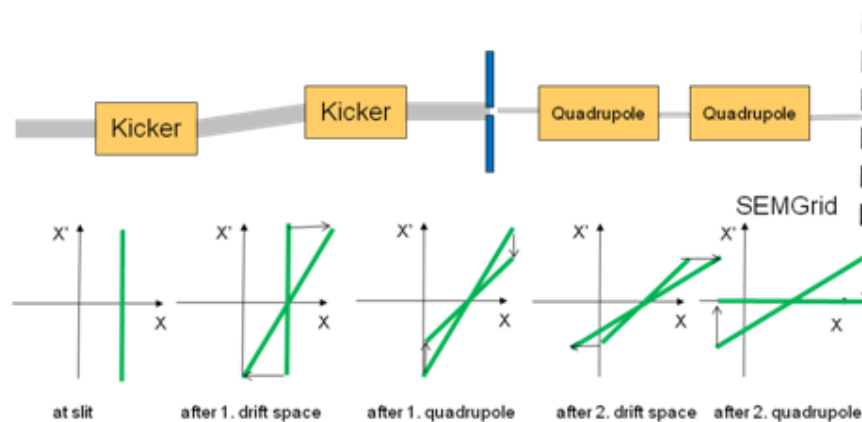 Kicker
Kicker
Quadrupole
Quadrupole
SEMGrid
X'
X
X'
X
X'
X
X'
X
X'
X
at slit
after 1. drift space
after 1. quadrupole
after 2. drift space
after 2. quadrupole